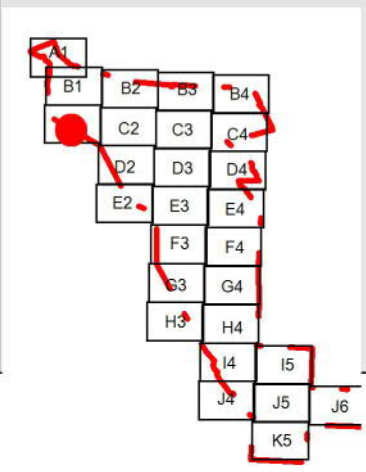 A1
B1 B2 B3 B4
C2 C3 C4
D2 D3 D4
E2 E3 E4
F3 F4
G3 G4
H3 H4
I4 I5
J4 J5 J6
K5